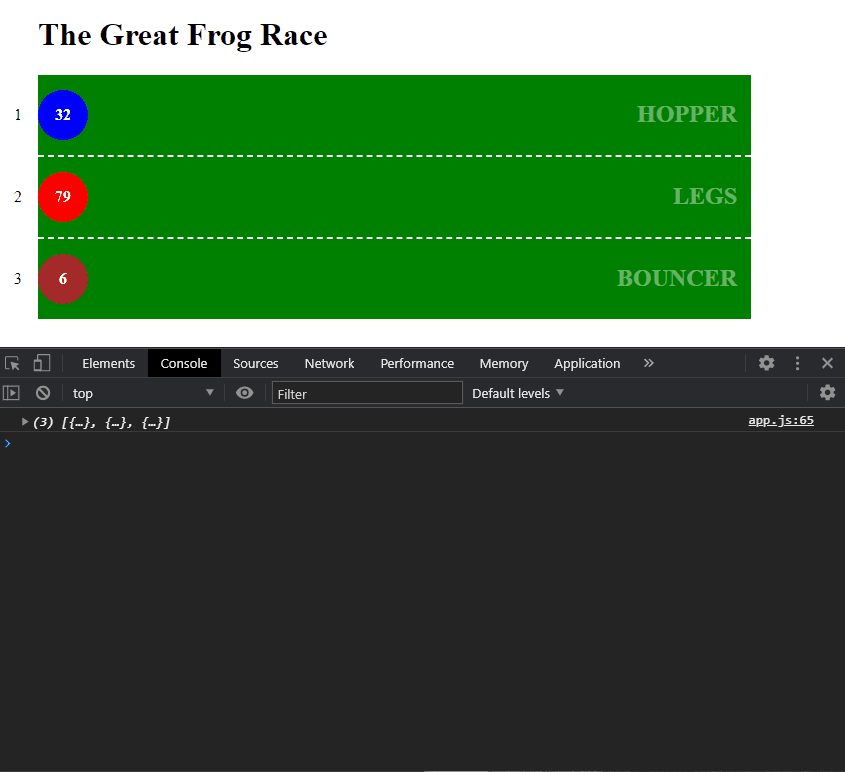 The Great Frog Race
1 32 HOPPER
2 79 LEGS
3 6 BOUNCER
Elements Console Sources Network Performance Memory Application »
top Filter Default levels
(3) [{…}, {…}, {…}] app.js:65